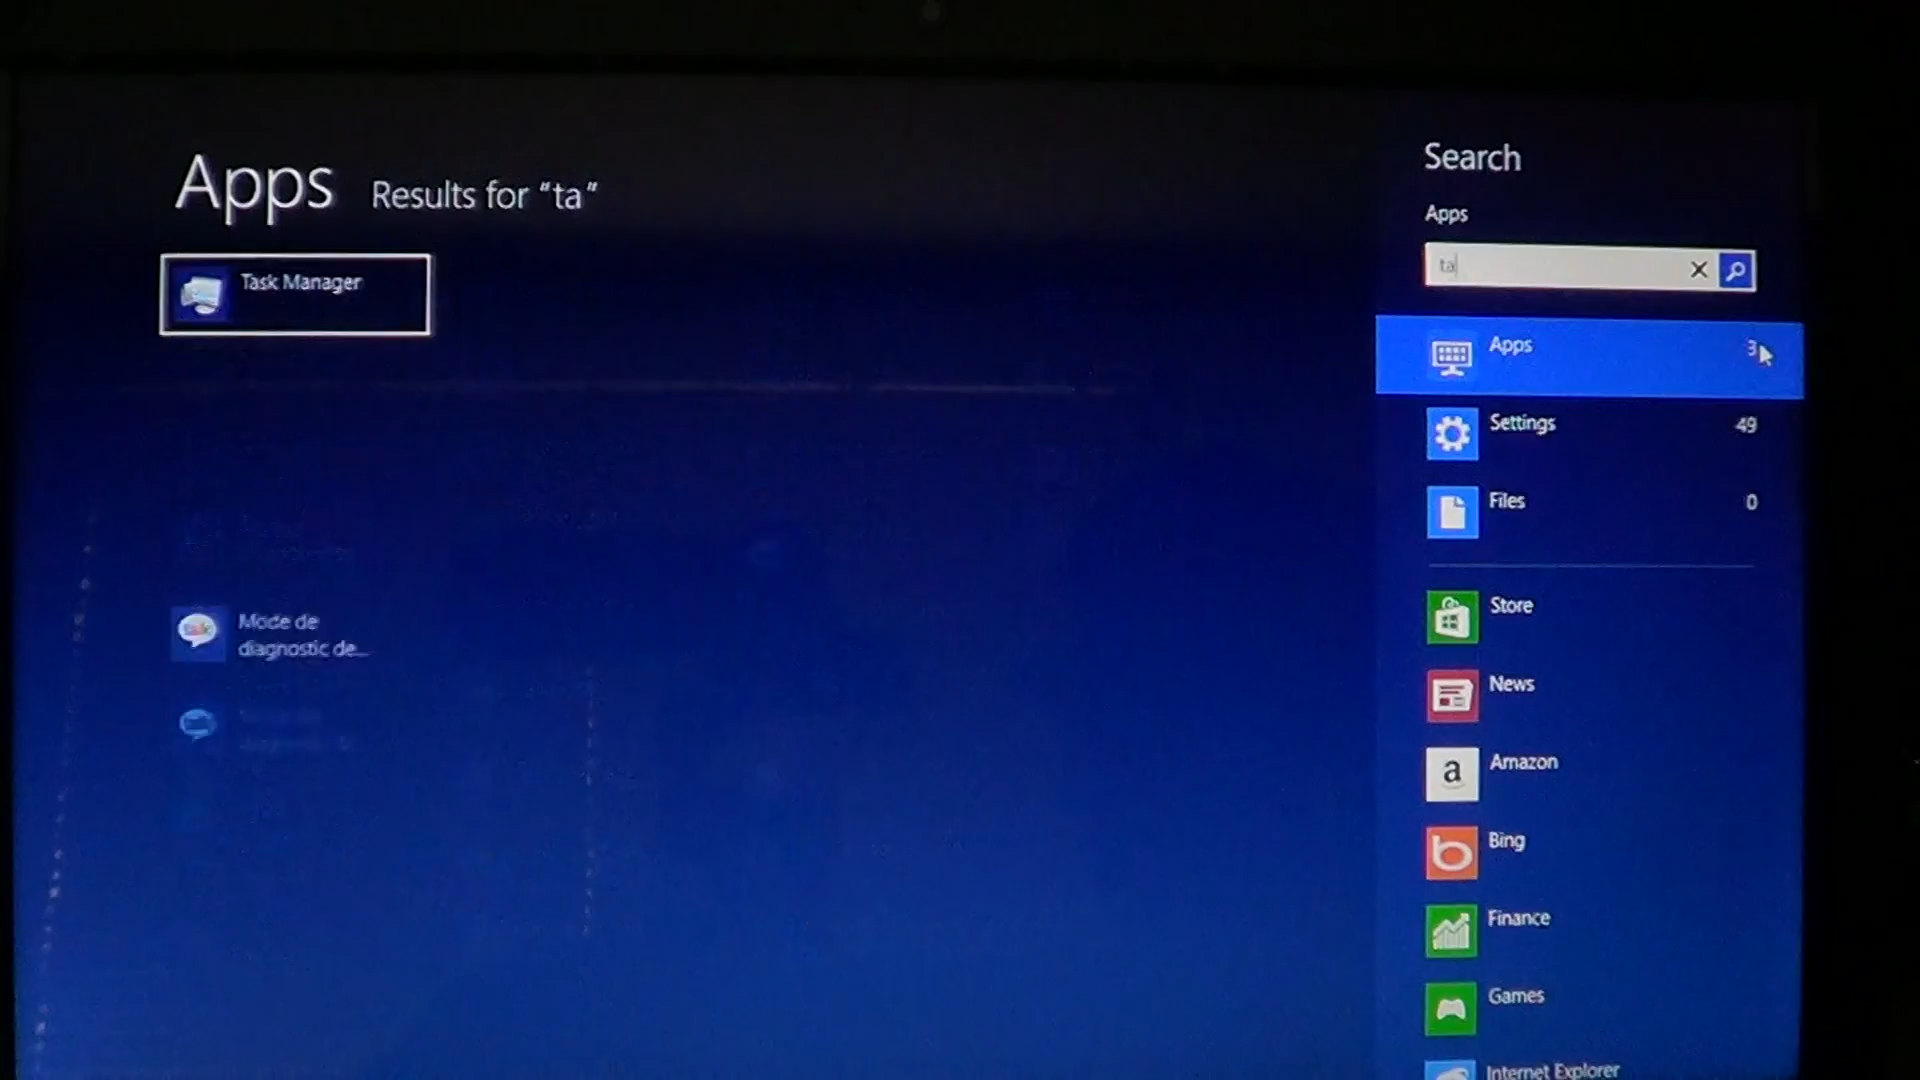 Apps Results for “ta”
Task Manager
Mode de
diagnostic de...
Search
Apps
ta
Apps 3
Settings 49
Files 0
Store
News
a Amazon
Bing
Finance
Games
Internet Explorer